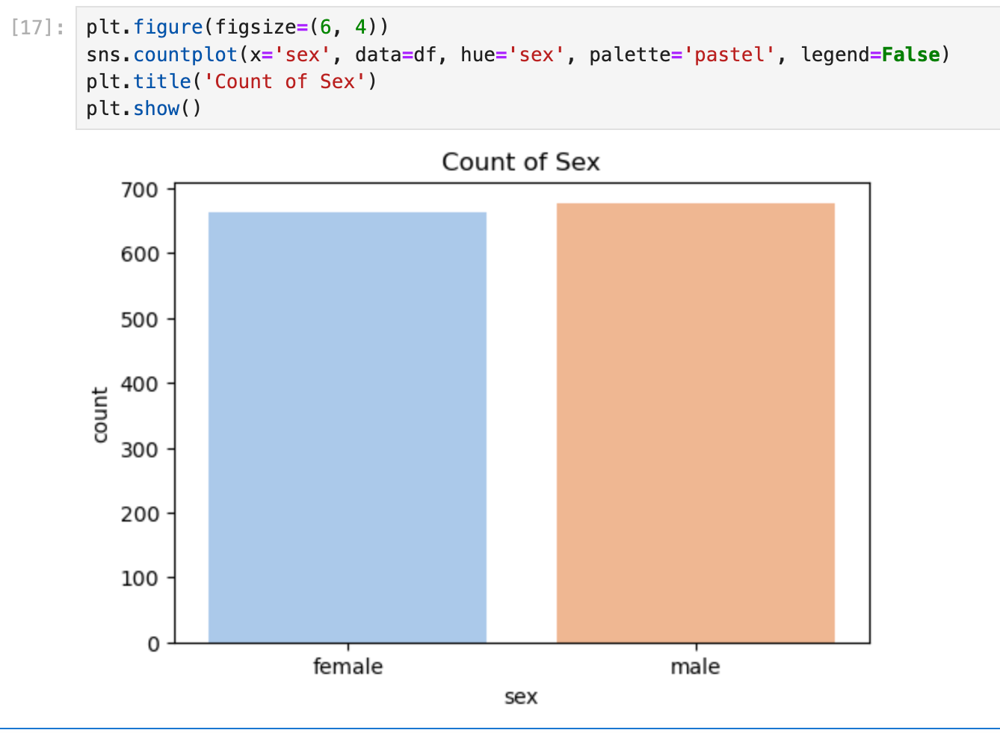 [17]: plt.figure(figsize=(6, 4))
sns.countplot(x='sex', data=df, hue='sex', palette='pastel', legend=False)
plt.title('Count of Sex')
plt.show()
Count of Sex
700
600
500
400
300
200
100
0
count
female male
sex